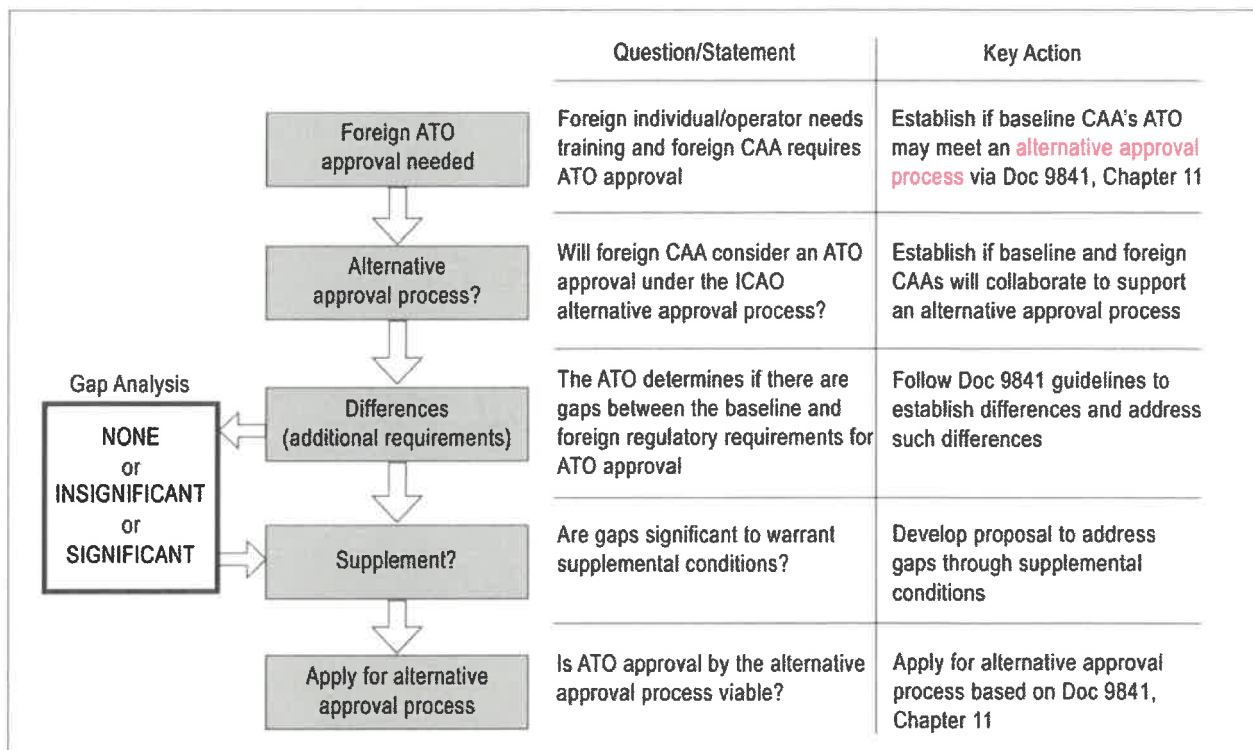 Question/Statement
Key Action
Foreign ATO
approval needed
Foreign individual/operator needs
training and foreign CAA requires
ATO approval
Establish if baseline CAA's ATO
may meet an alternative approval
process via Doc 9841, Chapter 11
Alternative
approval process?
Will foreign CAA consider an ATO
approval under the ICAO
alternative approval process?
Establish if baseline and foreign
CAAs will collaborate to support
an alternative approval process
Gap Analysis
NONE
or
INSIGNIFICANT
or
SIGNIFICANT
Differences
(additional requirements)
The ATO determines if there are
gaps between the baseline and
foreign regulatory requirements for
ATO approval
Follow Doc 9841 guidelines to
establish differences and address
such differences
Supplement?
Are gaps significant to warrant
supplemental conditions?
Develop proposal to address
gaps through supplemental
conditions
Apply for alternative
approval process
Is ATO approval by the alternative
approval process viable?
Apply for alternative approval
process based on Doc 9841,
Chapter 11